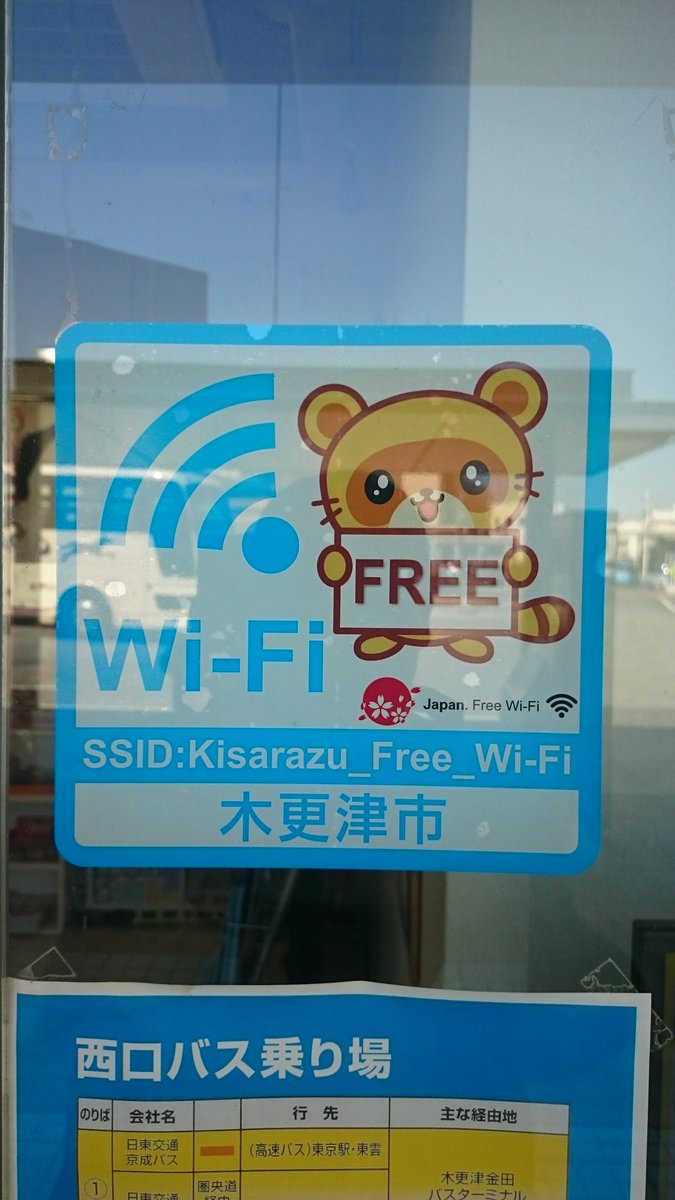 FREE
Wi-Fi
Japan. Free Wi-Fi
SSID:Kisarazu_Free_Wi-Fi
木更津市
西口バス乗り場
のりば 会社名 行先 主な経由地
日東交通
京成バス
(高速バス)東京駅・東雲
①
日東交通
圏央道
経由
木更津金田
バスターミナル